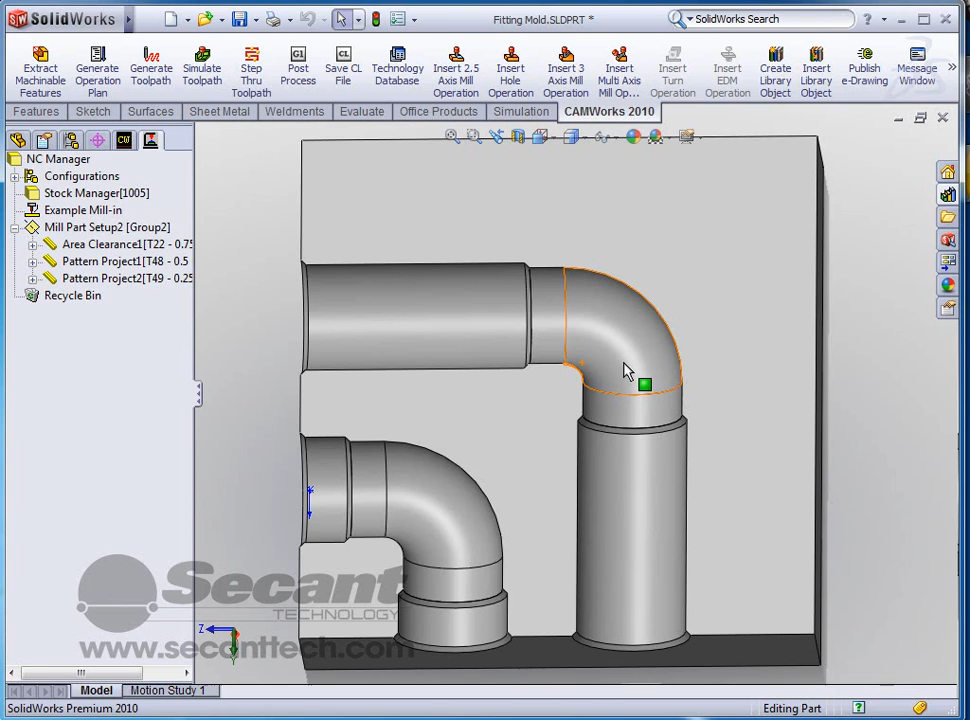 SolidWorks
Fitting Mold.SLDPRT *
SolidWorks Search
Extract Machinable Features
Generate Operation Plan
Generate Toolpath
Simulate Toolpath
Step Thru Toolpath
G1
Post Process
CL
Save CL File
Technology Database
Insert 2.5 Axis Mill Operation
Insert Hole Operation
Insert 3 Axis Mill Operation
Insert Multi Axis Mill Op...
Insert Turn Operation
Insert EDM Operation
Create Library Object
Insert Library Object
Publish e-Drawing
Message Window
Features
Sketch
Surfaces
Sheet Metal
Weldments
Evaluate
Office Products
Simulation
CAMWorks 2010
CW
NC Manager
Configurations
Stock Manager[1005]
Example Mill-in
Mill Part Setup2 [Group2]
Area Clearance1[T22 - 0.75
Pattern Project1[T48 - 0.5
Pattern Project2[T49 - 0.25
Recycle Bin
Secant
TECHNOLOGY
www.secanttech.com
Z
Y
Model
Motion Study 1
SolidWorks Premium 2010
Editing Part